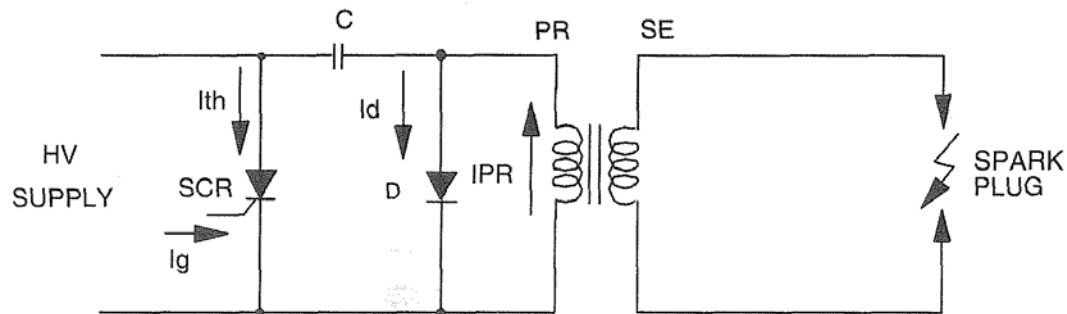 C
PR
SE
Ith
Id
HV
SUPPLY
SCR
D
IPR
SPARK
PLUG
Ig